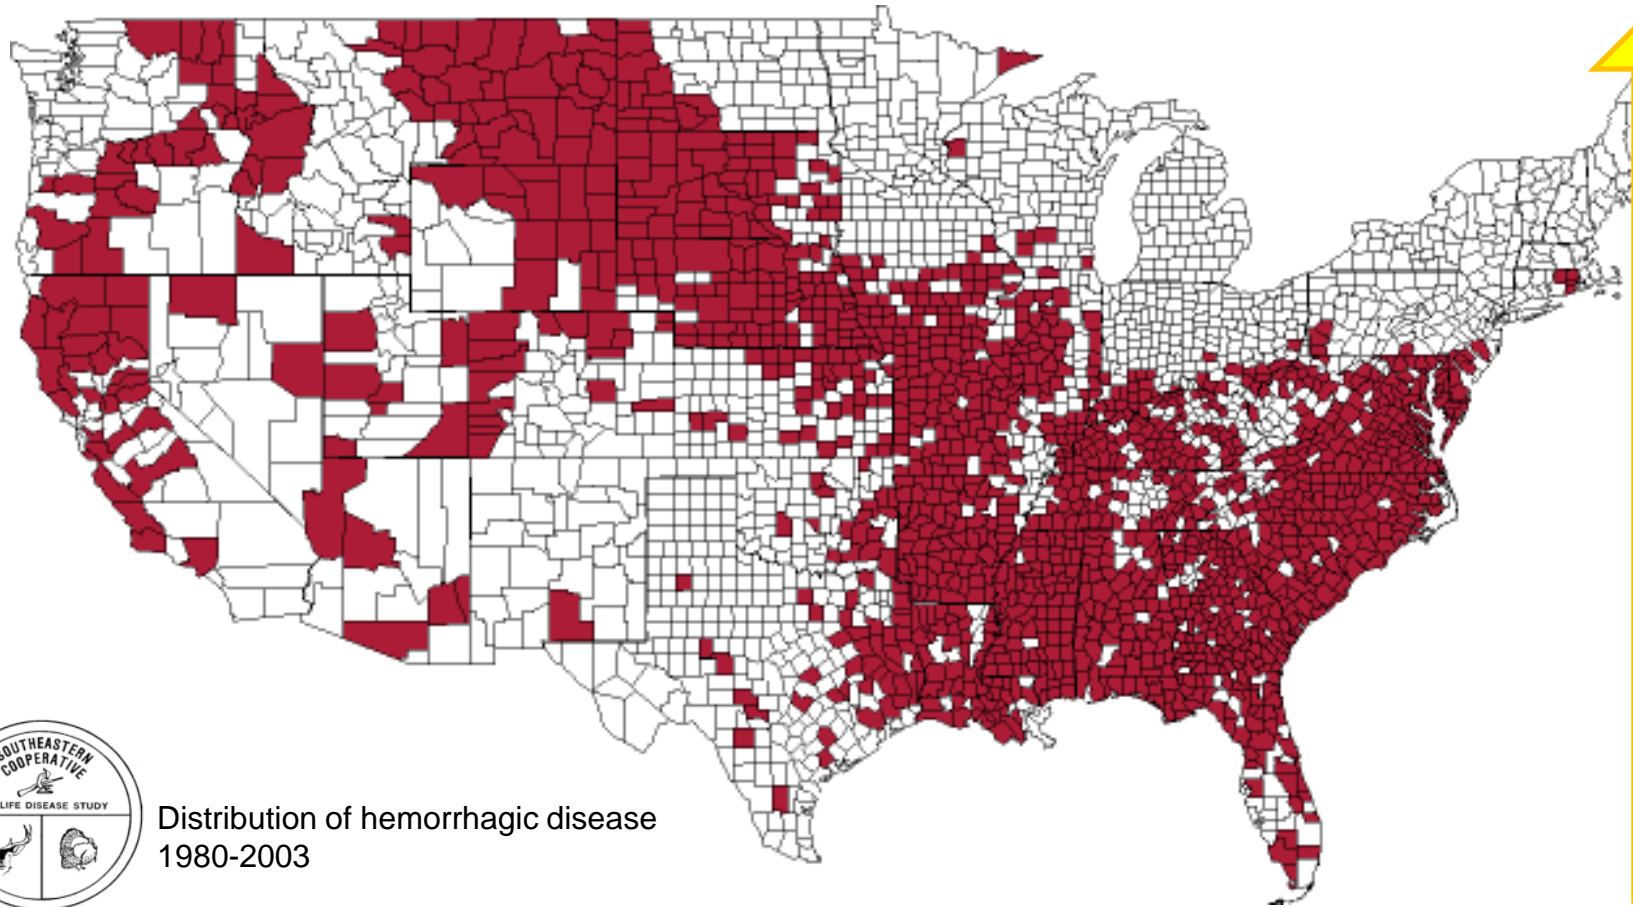 SOUTHEASTERN
COOPERATIVE
LIFE DISEASE STUDY
Distribution of hemorrhagic disease
1980-2003